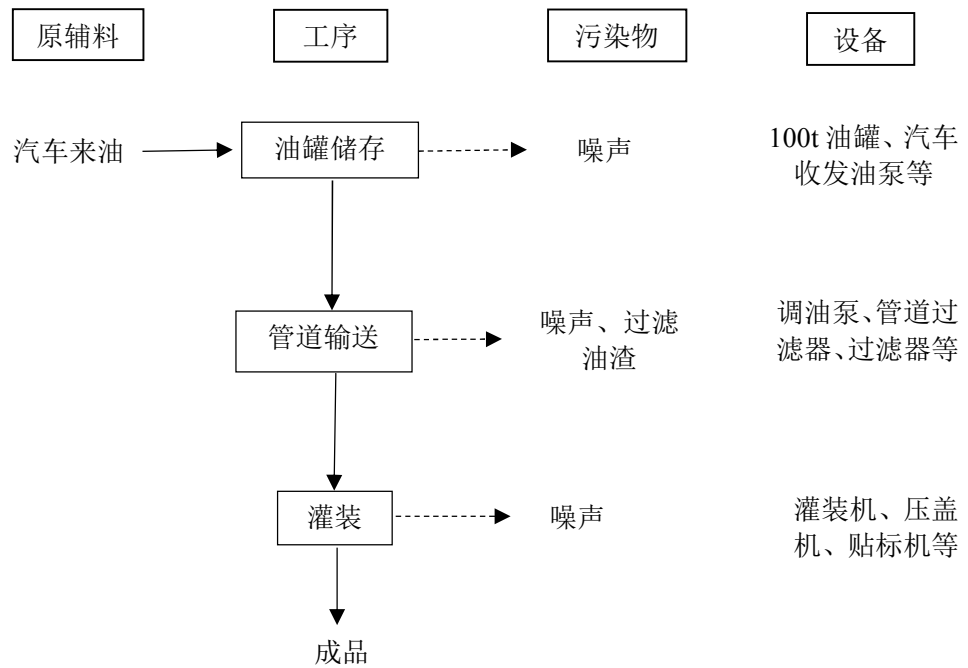 原辅料
工序
污染物
设备
汽车来油
油罐储存
噪声
100t 油罐、汽车
收发油泵等
管道输送
噪声、过滤
油渣
调油泵、管道过
滤器、过滤器等
灌装
噪声
灌装机、压盖
机、贴标机等
成品